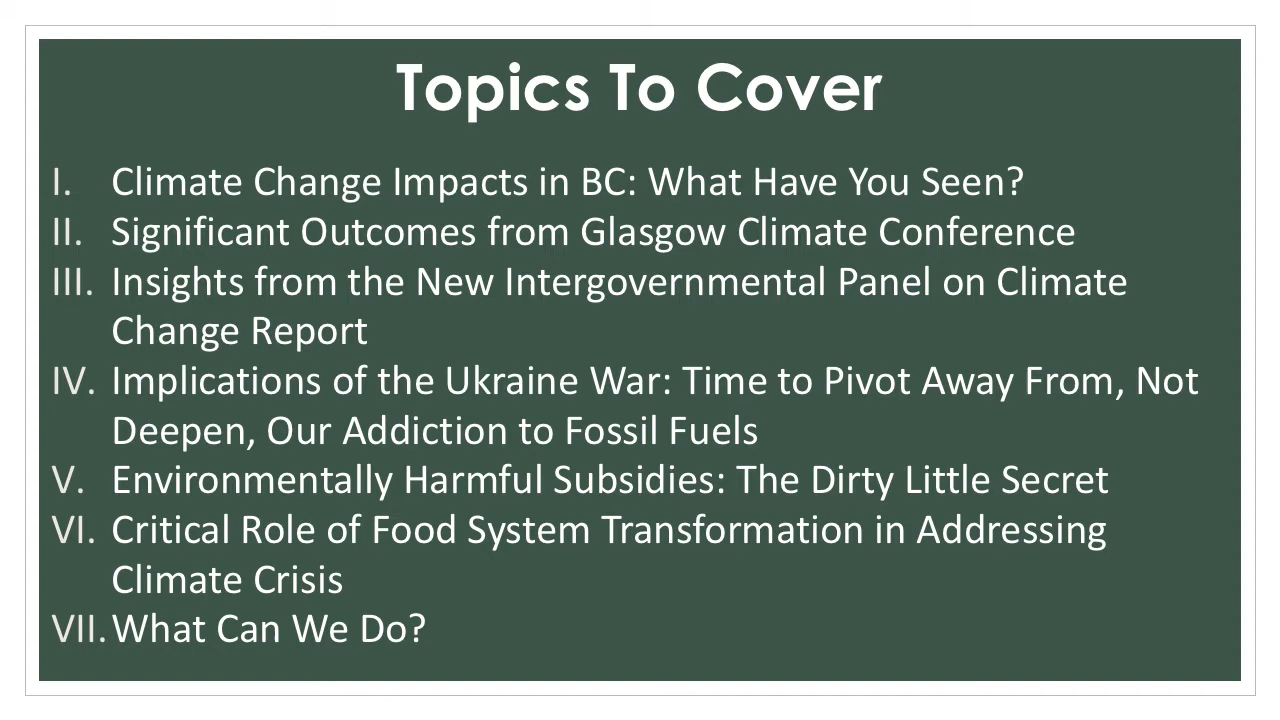 Topics To Cover
I. Climate Change Impacts in BC: What Have You Seen?
II. Significant Outcomes from Glasgow Climate Conference
III. Insights from the New Intergovernmental Panel on Climate
Change Report
IV. Implications of the Ukraine War: Time to Pivot Away From, Not
Deepen, Our Addiction to Fossil Fuels
V. Environmentally Harmful Subsidies: The Dirty Little Secret
VI. Critical Role of Food System Transformation in Addressing
Climate Crisis
VII. What Can We Do?